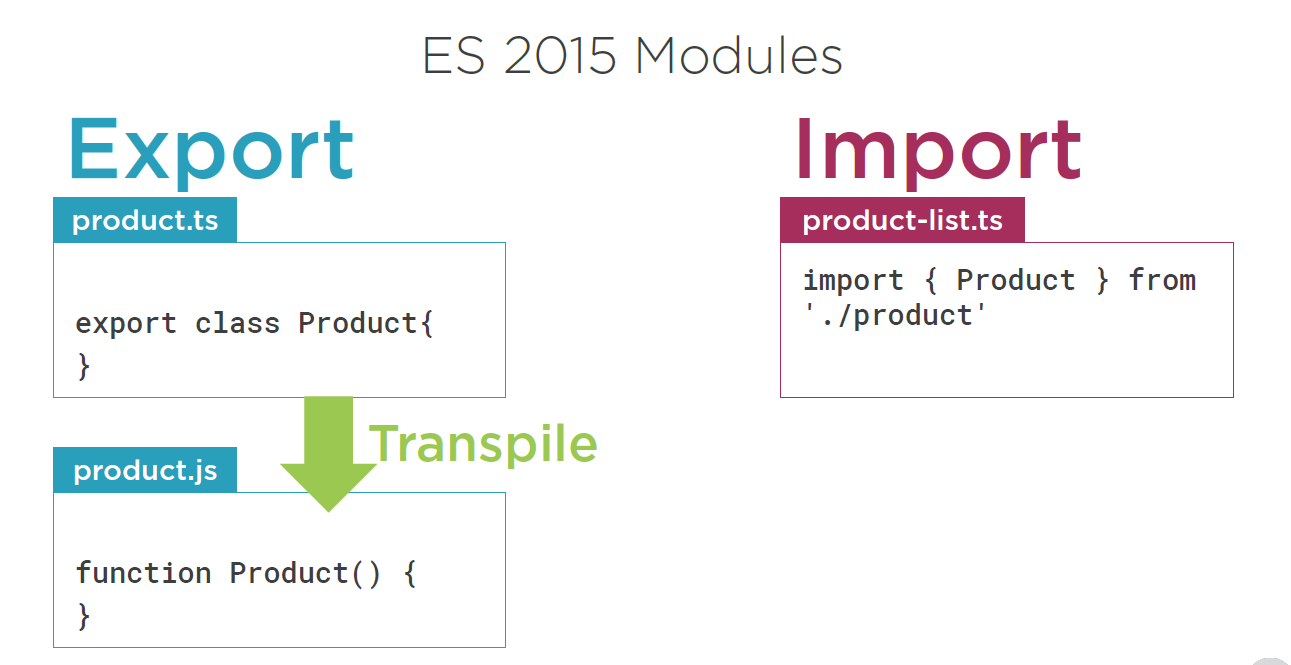 ES 2015 Modules
Export
product.ts
export class Product{
}
Transpile
product.js
function Product() {
}
Import
product-list.ts
import { Product } from
'./product'